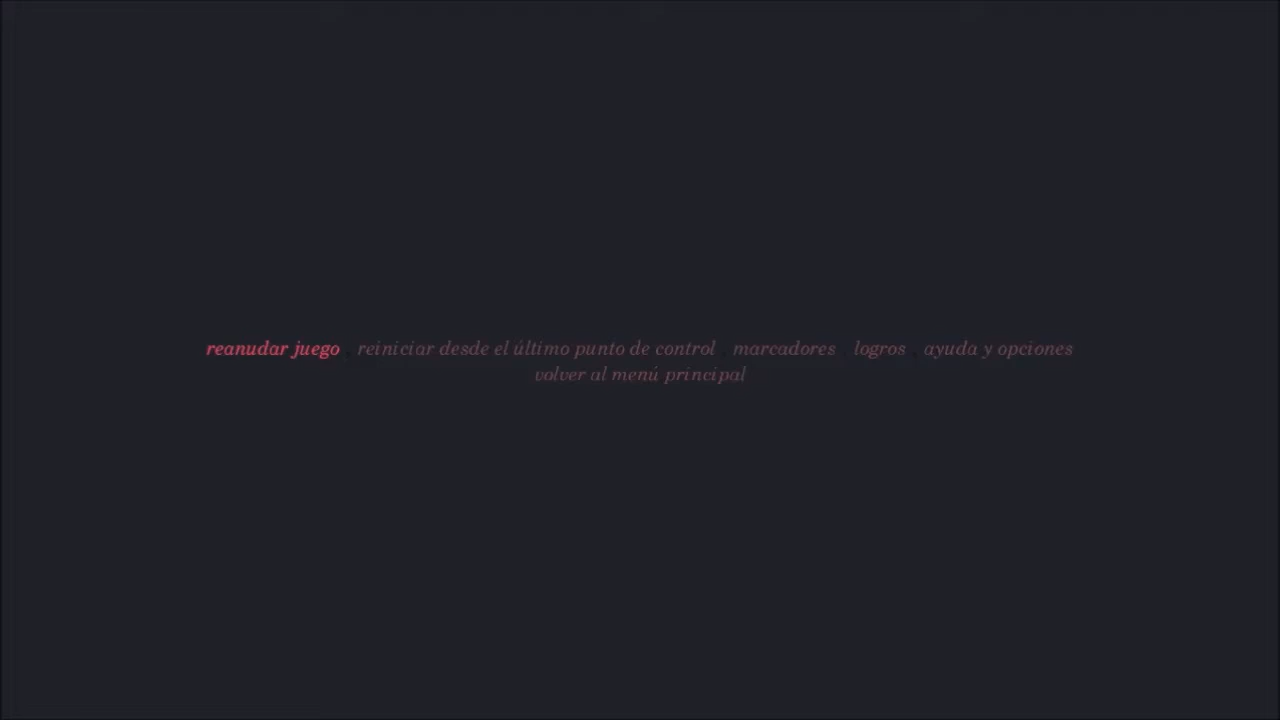 reanudar juego . reiniciar desde el último punto de control . marcadores . logros . ayuda y opciones
volver al menú principal